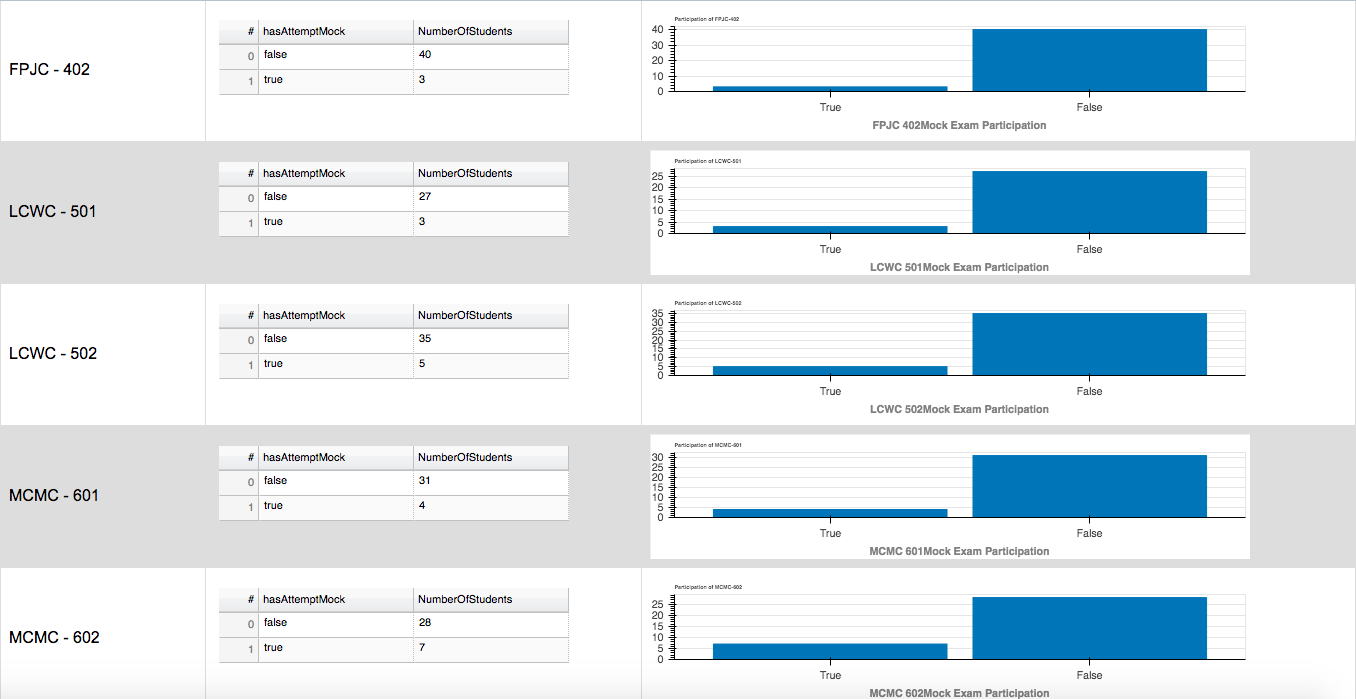 FPJC - 402
# hasAttemptMock NumberOfStudents
0 false 40
1 true 3
Participation of FPJC-402
40
30
20
10
0
True False
FPJC 402Mock Exam Participation
LCWC - 501
# hasAttemptMock NumberOfStudents
0 false 27
1 true 3
Participation of LCWC-501
25
20
15
10
5
0
True False
LCWC 501Mock Exam Participation
LCWC - 502
# hasAttemptMock NumberOfStudents
0 false 35
1 true 5
Participation of LCWC-502
35
30
25
20
15
10
5
0
True False
LCWC 502Mock Exam Participation
MCMC - 601
# hasAttemptMock NumberOfStudents
0 false 31
1 true 4
Participation of MCMC-601
30
25
20
15
10
5
0
True False
MCMC 601Mock Exam Participation
MCMC - 602
# hasAttemptMock NumberOfStudents
0 false 28
1 true 7
Participation of MCMC-602
25
20
15
10
5
0
True False
MCMC 602Mock Exam Participation